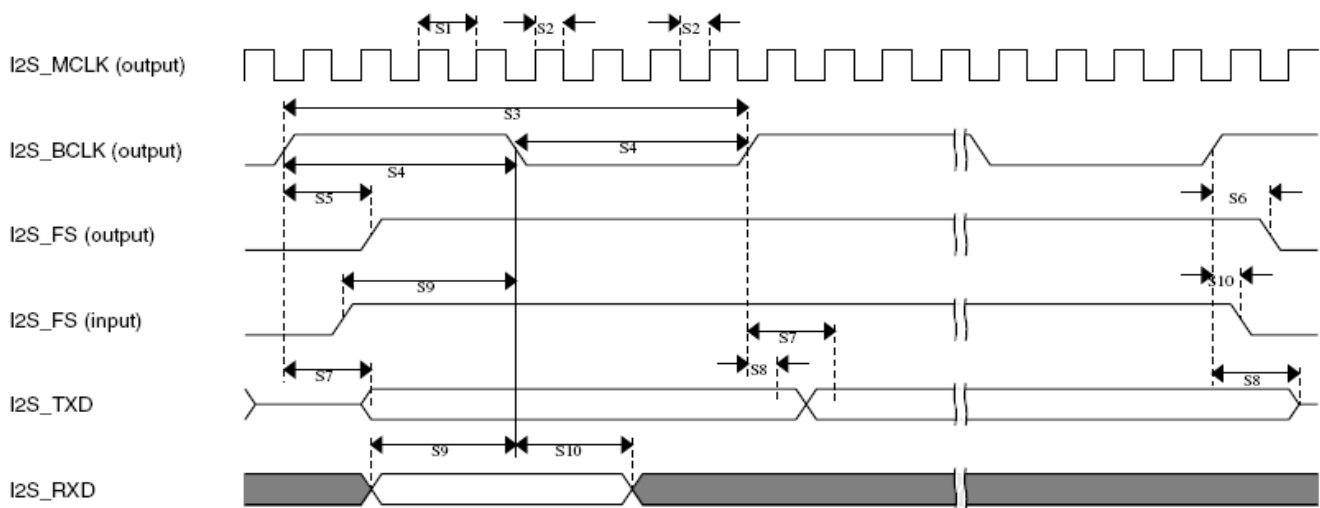 S1 S2 S2
I2S_MCLK (output)
S3
I2S_BCLK (output)
S4
S4
S5 S6
I2S_FS (output)
S9 S10
I2S_FS (input)
S7
S7 S8 S8
I2S_TXD
S9 S10
I2S_RXD